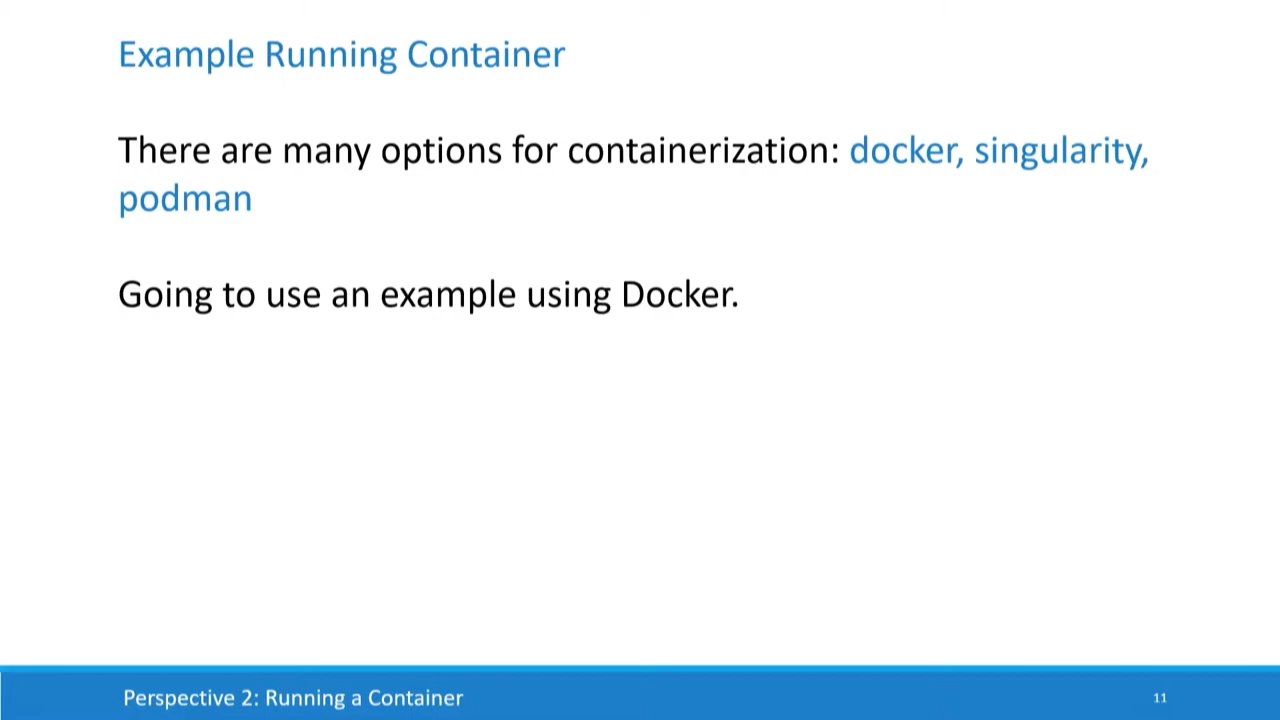 Example Running Container
There are many options for containerization: docker, singularity,
podman
Going to use an example using Docker.
Perspective 2: Running a Container
11